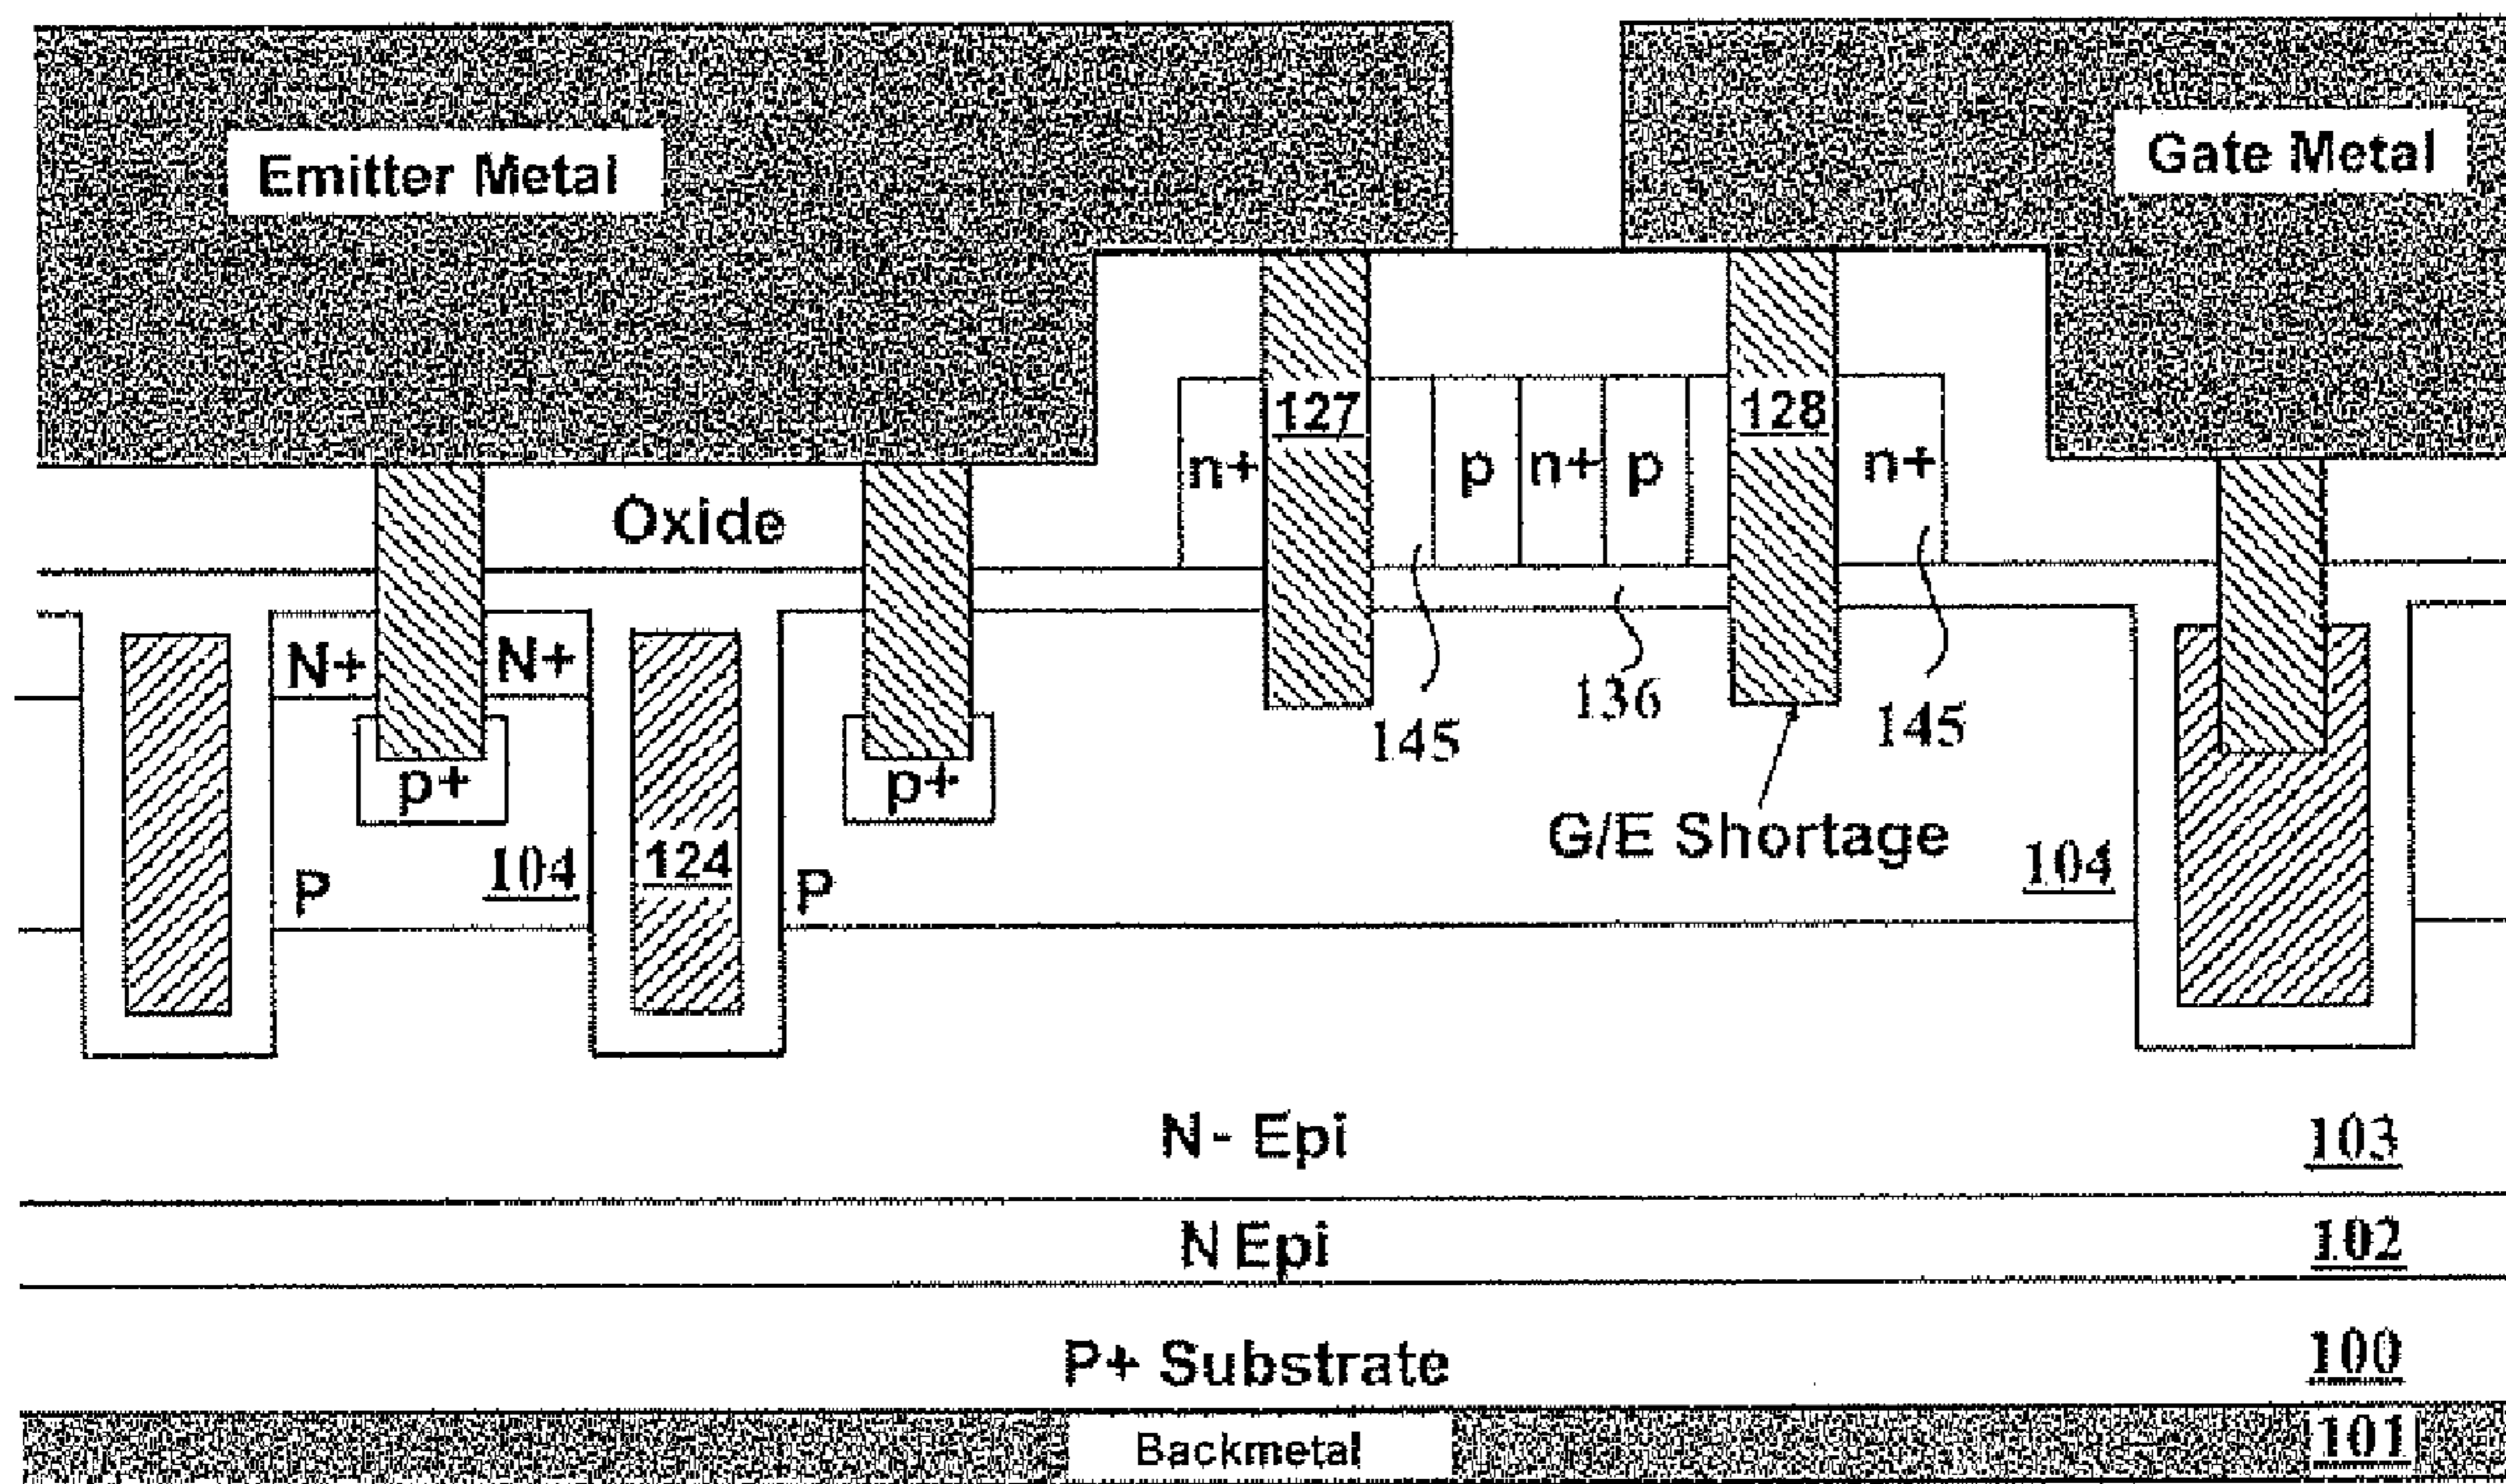 Emitter Metal
Gate Metal
127
128
n+
p
n+
p
n+
Oxide
N+
N+
145
136
145
p+
p+
G/E Shortage
P
104
124
P
104
N- Epi
103
N Epi
102
P+ Substrate
100
Backmetal
101